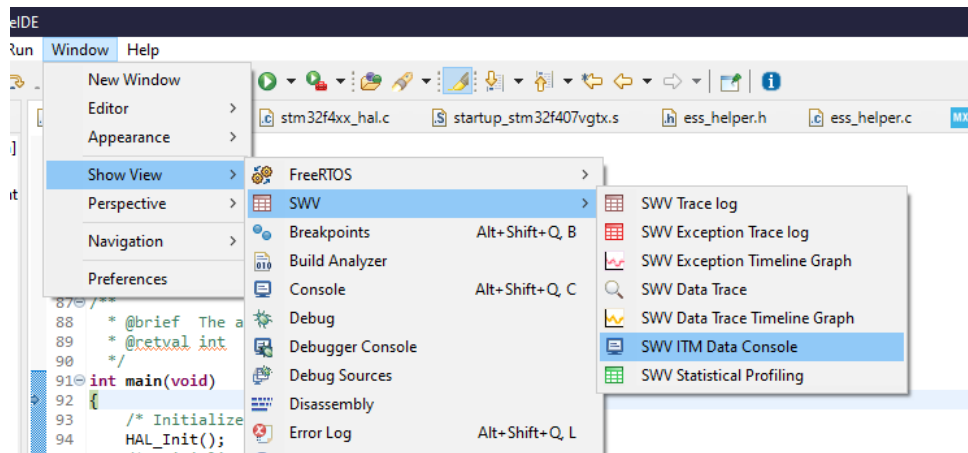 eIDE
Run Window Help
New Window
Editor
Appearance
Show View
Perspective
Navigation
Preferences
stm32f4xx_hal.c startup_stm32f407vgtx.s ess_helper.h ess_helper.c MX
FreeRTOS
SWV
Breakpoints Alt+Shift+Q, B
Build Analyzer
Console Alt+Shift+Q, C
Debug
Debugger Console
Debug Sources
Disassembly
Error Log Alt+Shift+Q, L
SWV Trace log
SWV Exception Trace log
SWV Exception Timeline Graph
SWV Data Trace
SWV Data Trace Timeline Graph
SWV ITM Data Console
SWV Statistical Profiling
87 /**
88 * @brief The a
89 * @retval int
90 */
91 int main(void)
92 {
93 /* Initialize
94 HAL_Init();